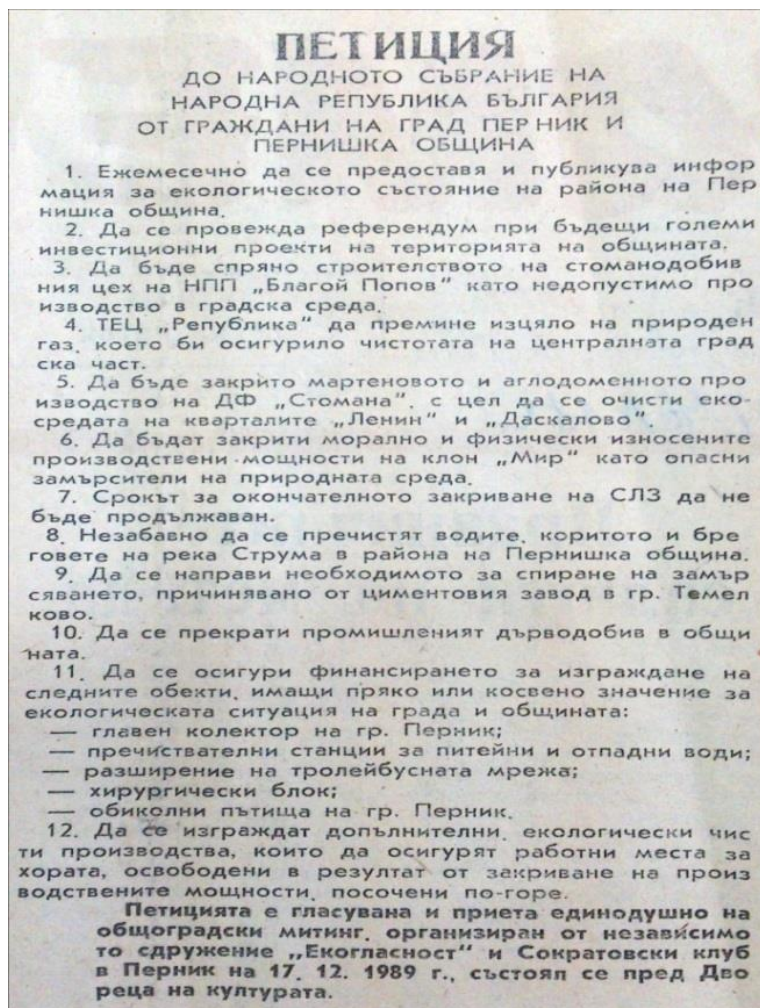 ПЕТИЦИЯ
ДО НАРОДНОТО СЪБРАНИЕ НА
НАРОДНА РЕПУБЛИКА БЪЛГАРИЯ
ОТ ГРАЖДАНИ НА ГРАД ПЕРНИК И
ПЕРНИШКА ОБЩИНА
1. Ежемесечно да се предоставя и публикува инфор
мация за екологическото състояние на района на Пер
нишка община.
2. Да се провежда референдум при бъдещи големи
инвестиционни проекти на територията на общината.
3. Да бъде спряно строителството на стоманодобив
ния цех на НПП „Благой Попов" като недопустимо про
изводство в градска среда.
4. ТЕЦ „Република" да премине изцяло на природен
газ, което би осигурило чистотата на централната град
ска част.
5. Да бъде закрито мартеновото и аглодоменното про
изводство на ДФ „Стомана", с цел да се очисти еко-
средата на кварталите „Ленин" и „Даскалово".
6. Да бъдат закрити морално и физически износените
производствени мощности на клон „Мир" като опасни
замърсители на природната среда.
7. Срокът за окончателното закриване на СЛЗ да не
бъде продължаван.
8. Незабавно да се пречистят водите, коритото и бре
говете на река Струма в района на Пернишка община.
9. Да се направи необходимото за спиране на замър
сяването, причинявано от циментовия завод в гр. Темел
ково.
10. Да се прекрати промишленият дърводобив в общи
ната.
11. Да се осигури финансирането за изграждане на
следните обекти, имащи пряко или косвено значение за
екологическата ситуация на града и общината:
— главен колектор на гр. Перник;
— пречиствателни станции за питейни и отпадни води;
— разширение на тролейбусната мрежа;
— хирургически блок;
— обиколни пътища на гр. Перник.
12. Да се изграждат допълнителни, екологически чис
ти производства, които да осигурят работни места за
хората, освободени в резултат от закриване на произ
водствените мощности, посочени по-горе.
Петицията е гласувана и приета единодушно на
общоградски митинг, организиран от независимо
то сдружение „Екогласност" и Сократовски клуб
в Перник на 17. 12. 1989 г., състоял се пред Дво
реца на културата.